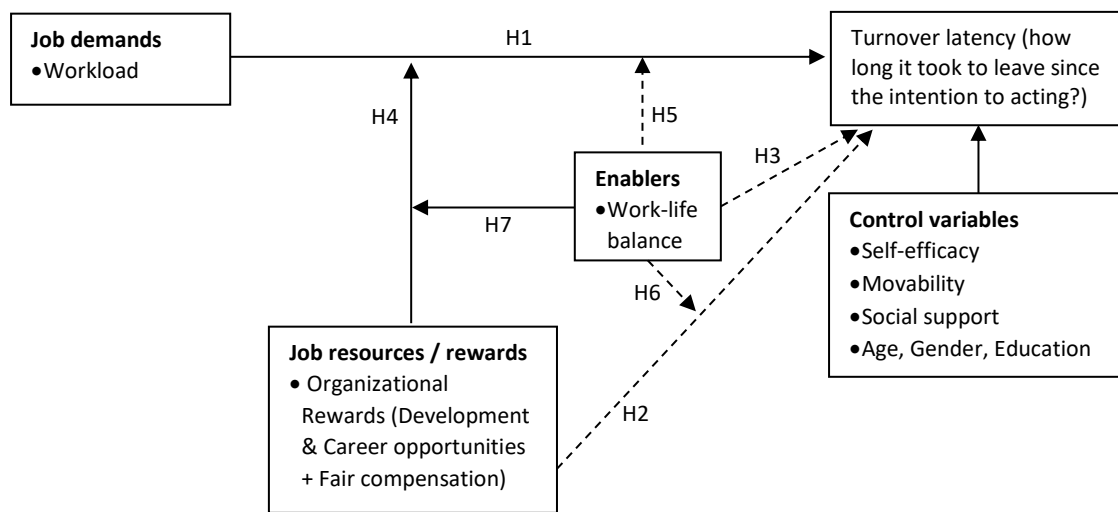 Job demands
•Workload
H1
Turnover latency (how
long it took to leave since
the intention to acting?)
H4
H5
H3
Enablers
•Work-life
balance
H7
H6
Control variables
•Self-efficacy
•Movability
•Social support
•Age, Gender, Education
Job resources / rewards
• Organizational
Rewards (Development
& Career opportunities
+ Fair compensation)
H2